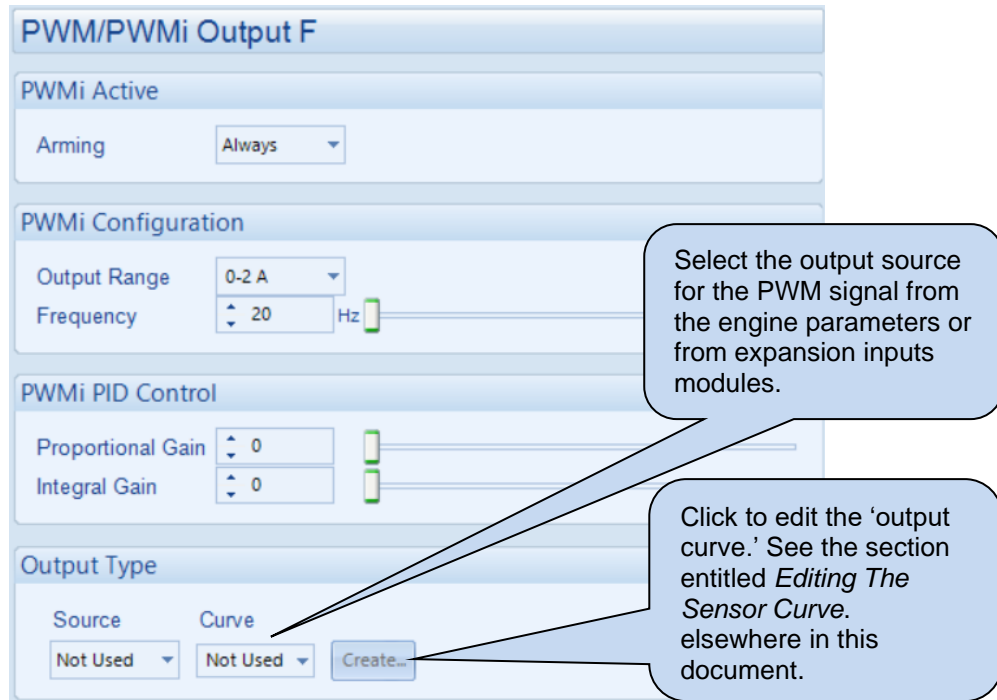 PWM/PWMi Output F
PWMi Active
Arming Always
PWMi Configuration
Output Range 0-2 A
Frequency 20 Hz
PWMi PID Control
Proportional Gain 0
Integral Gain 0
Output Type
Source Curve
Not Used Not Used Create...
Select the output source
for the PWM signal from
the engine parameters or
from expansion inputs
modules.
Click to edit the ‘output
curve.’ See the section
entitled Editing The
Sensor Curve.
elsewhere in this
document.